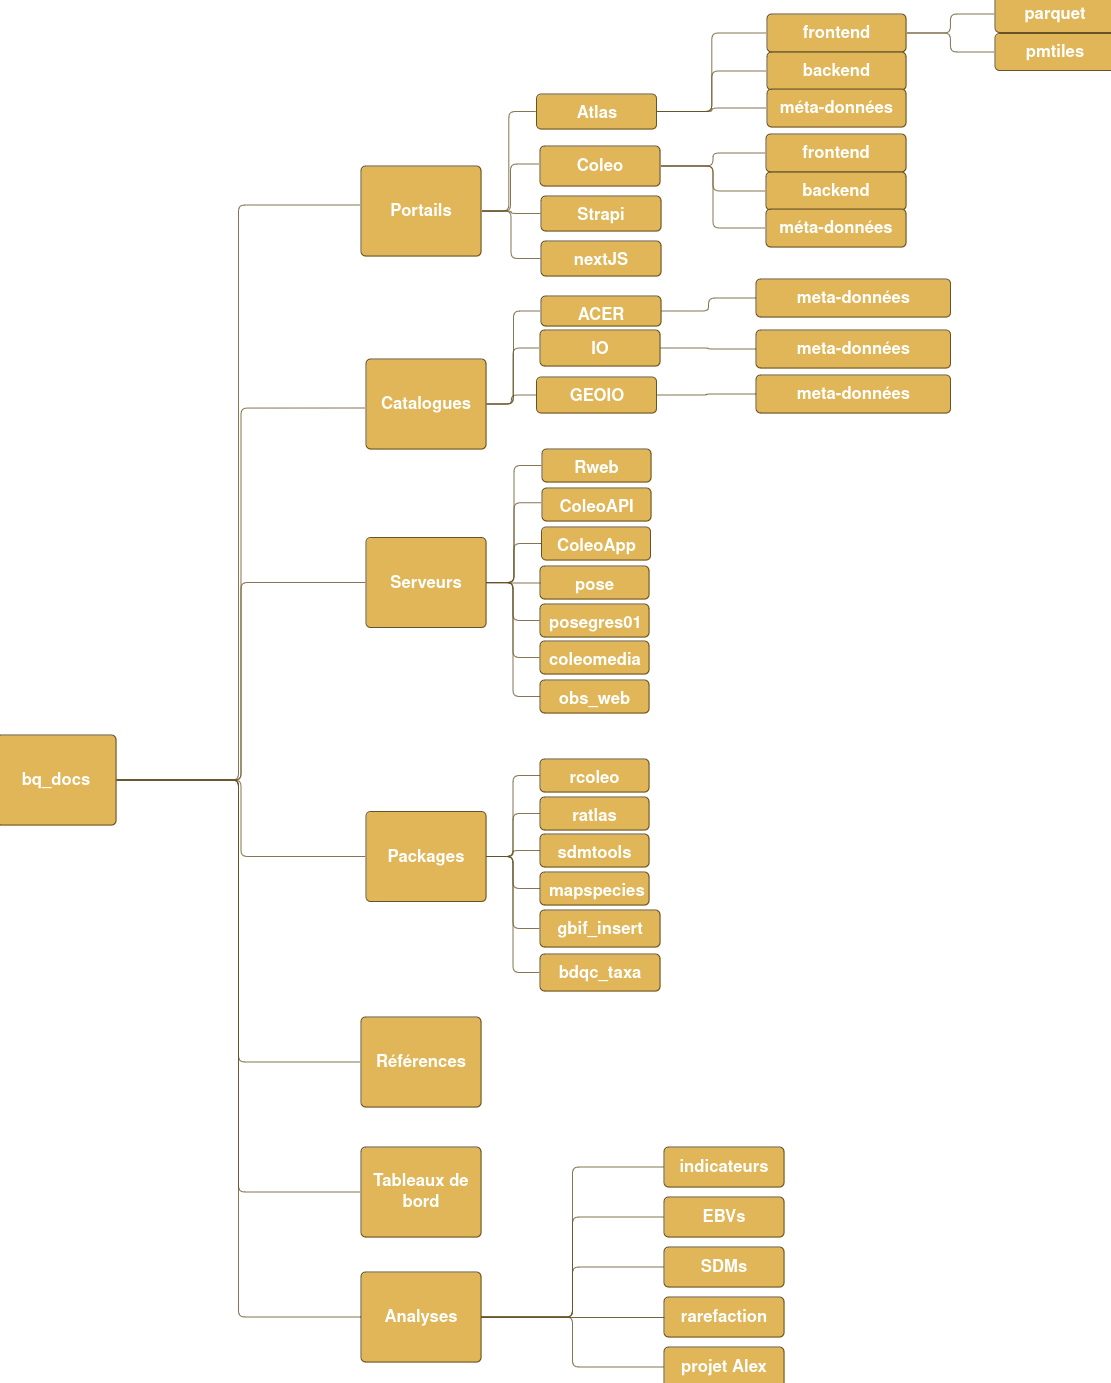 bq_docs
Portails
Atlas
frontend
parquet
pmtiles
backend
méta-données
Coleo
frontend
backend
méta-données
Strapi
nextJS
Catalogues
ACER
meta-données
IO
meta-données
GEOIO
meta-données
Serveurs
Rweb
ColeoAPI
ColeoApp
pose
posegres01
coleomedia
obs_web
Packages
rcoleo
ratlas
sdmtools
mapspecies
gbif_insert
bdqc_taxa
Références
Tableaux de
bord
Analyses
indicateurs
EBVs
SDMs
rarefaction
projet Alex